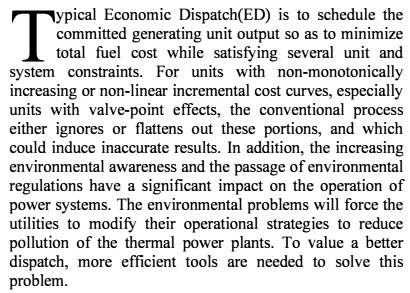 Typical Economic Dispatch(ED) is to schedule the
committed generating unit output so as to minimize
total fuel cost while satisfying several unit and
system constraints. For units with non-monotonically
increasing or non-linear incremental cost curves, especially
units with valve-point effects, the conventional process
either ignores or flattens out these portions, and which
could induce inaccurate results. In addition, the increasing
environmental awareness and the passage of environmental
regulations have a significant impact on the operation of
power systems. The environmental problems will force the
utilities to modify their operational strategies to reduce
pollution of the thermal power plants. To value a better
dispatch, more efficient tools are needed to solve this
problem.